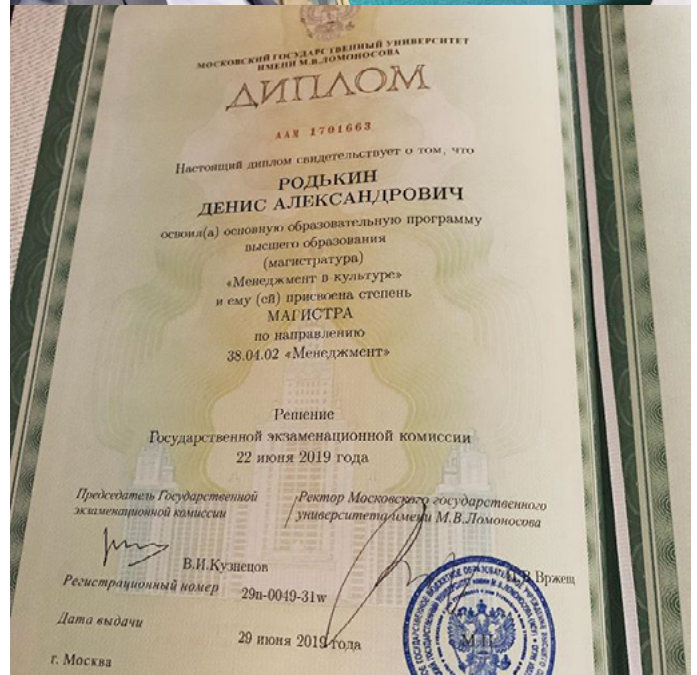 МОСКОВСКИЙ ГОСУДАРСТВЕННЫЙ УНИВЕРСИТЕТ
ИМЕНИ М.В.ЛОМОНОСОВА
ДИПЛОМ
ААМ 1701663
Настоящий диплом свидетельствует о том, что
РОДЬКИН
ДЕНИС АЛЕКСАНДРОВИЧ
освоил(а) основную образовательную программу
высшего образования
(магистратура)
«Менеджмент в культуре»
и ему (ей) присвоена степень
МАГИСТРА
по направлению
38.04.02 «Менеджмент»
Решение
Государственной экзаменационной комиссии
22 июня 2019 года
Председатель Государственной
экзаменационной комиссии
Ректор Московского государственного
университета имени М.В.Ломоносова
В.И.Кузнецов
Вржещ
Регистрационный номер 29п-0049-31w
Дата выдачи
29 июня 2019 года
М.П.
г. Москва